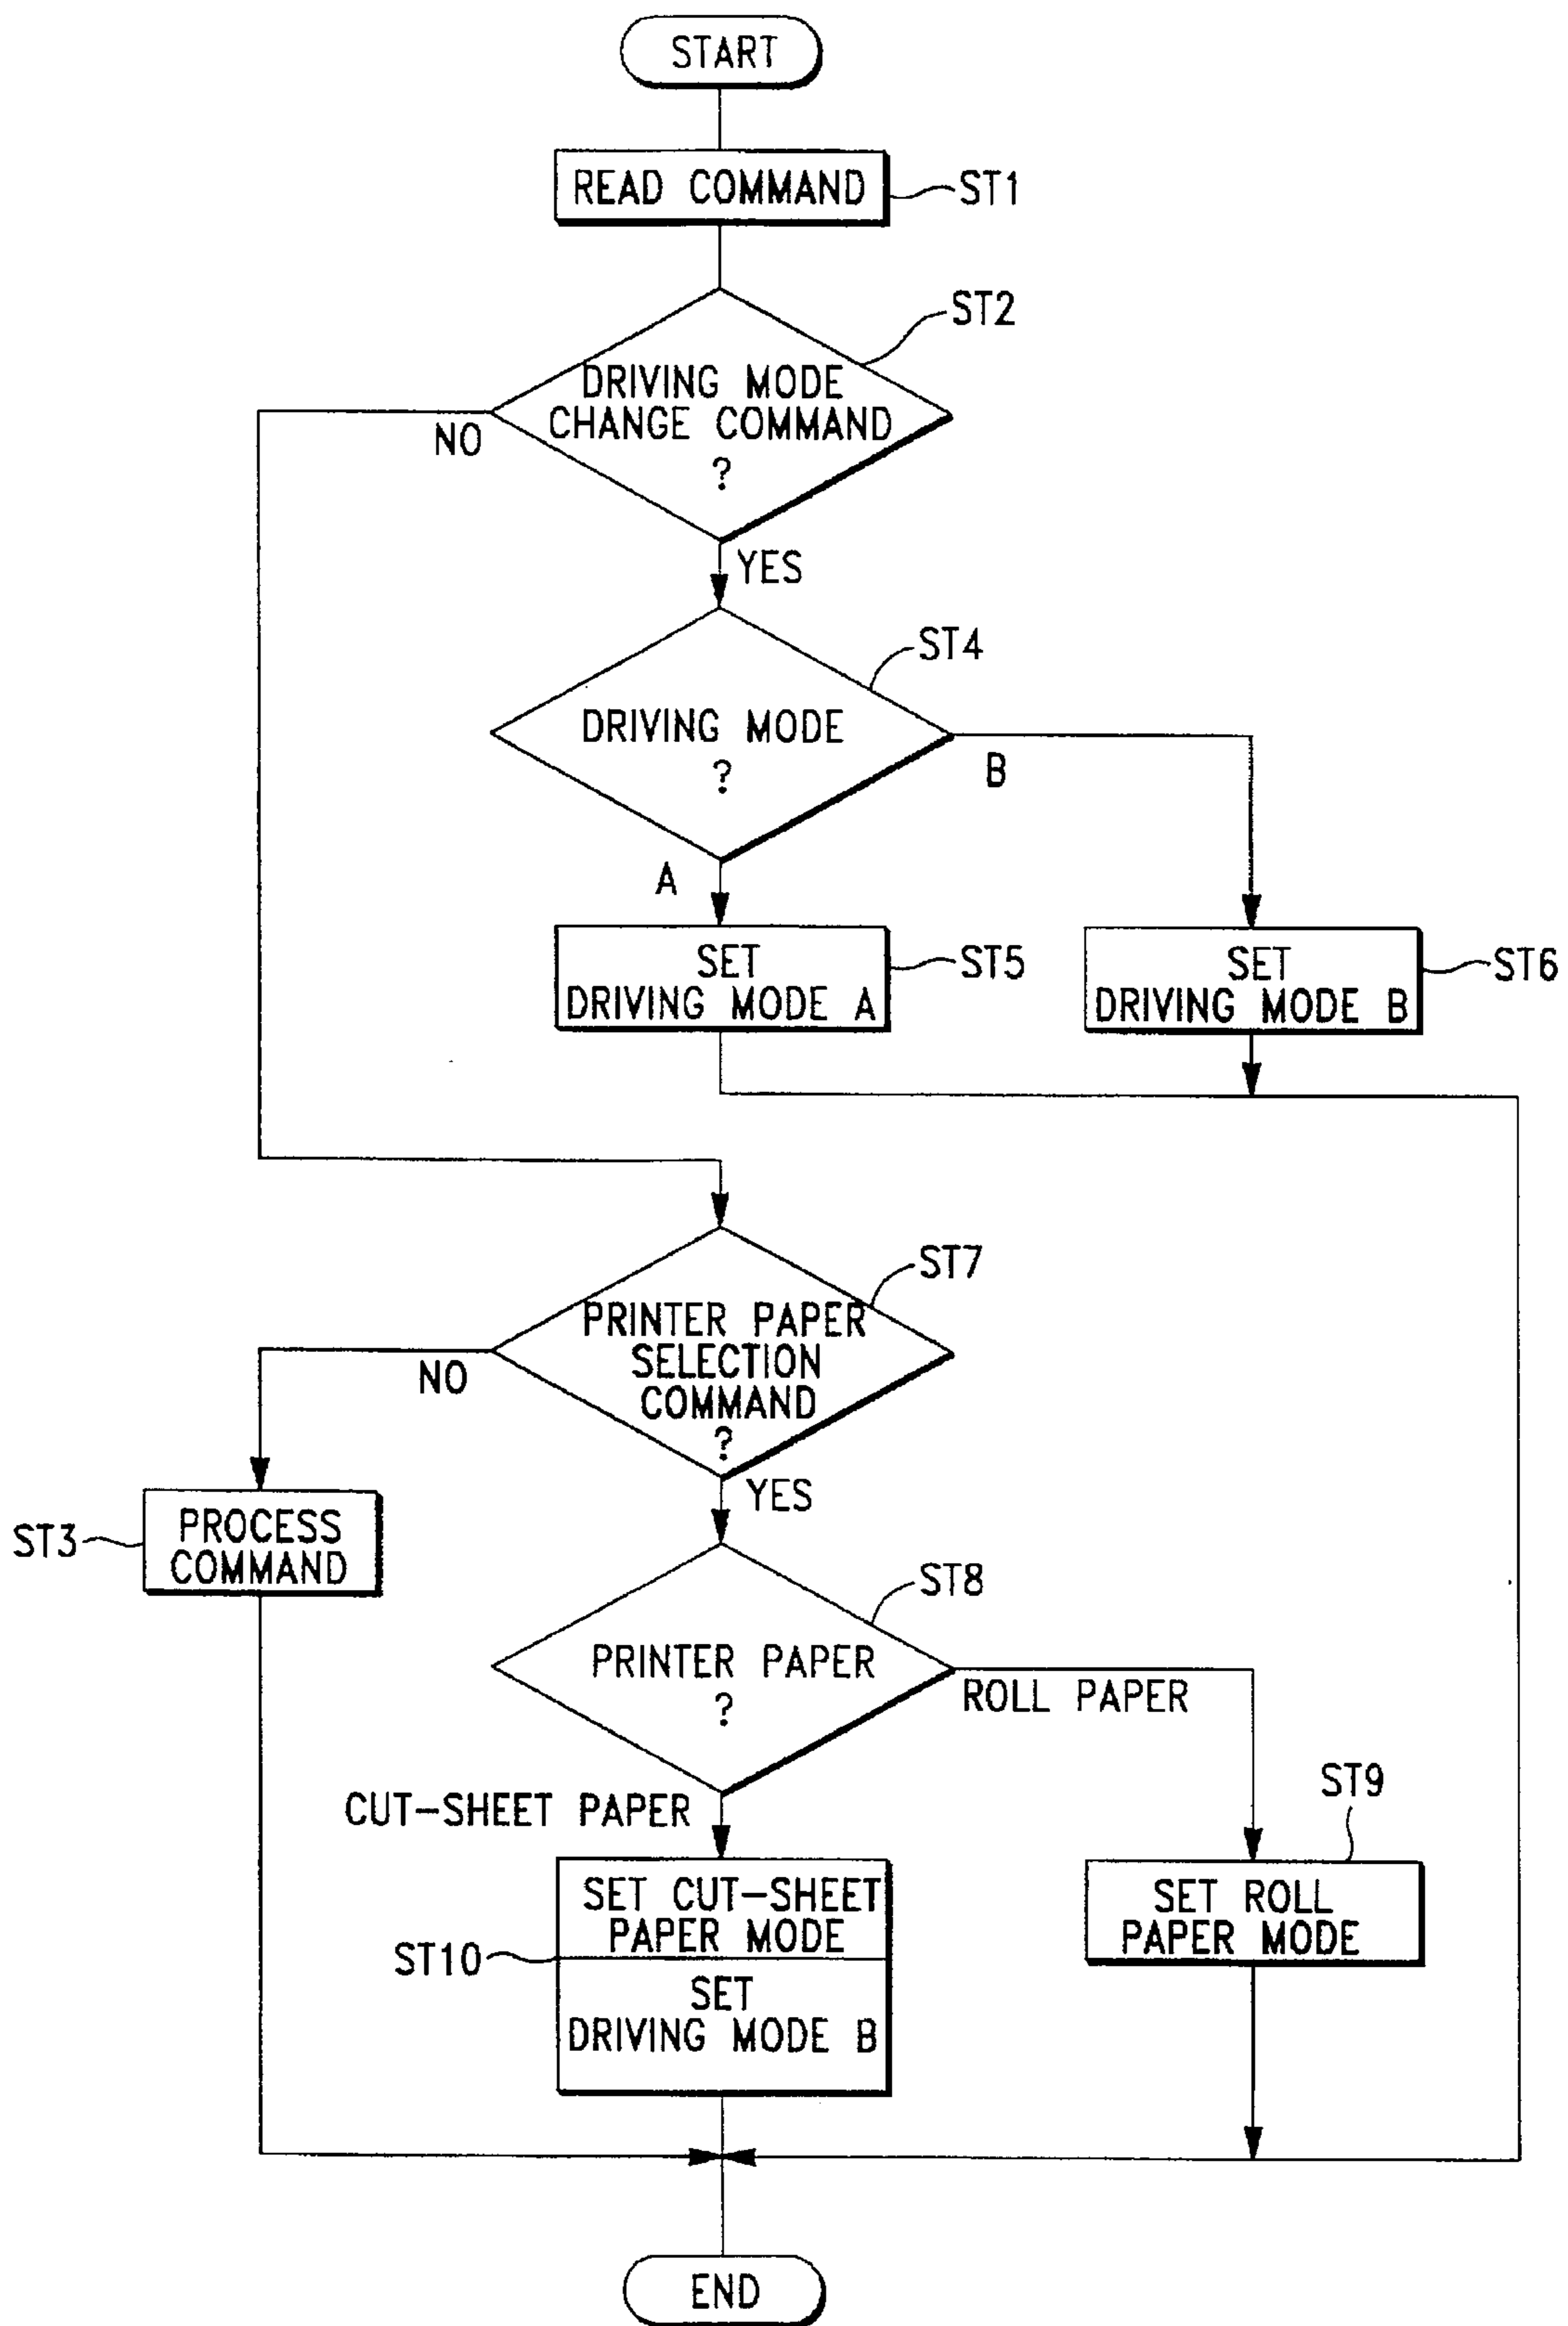 START
READ COMMAND
ST1
ST2
DRIVING MODE
CHANGE COMMAND
?
NO
YES
ST4
DRIVING MODE
?
B
A
SET
DRIVING MODE A
ST5
SET
DRIVING MODE B
ST6
ST7
PRINTER PAPER
SELECTION
COMMAND
?
NO
YES
ST3
PROCESS
COMMAND
ST8
PRINTER PAPER
?
ROLL PAPER
CUT-SHEET PAPER
ST9
SET CUT-SHEET
PAPER MODE
ST10
SET
DRIVING MODE B
SET ROLL
PAPER MODE
END